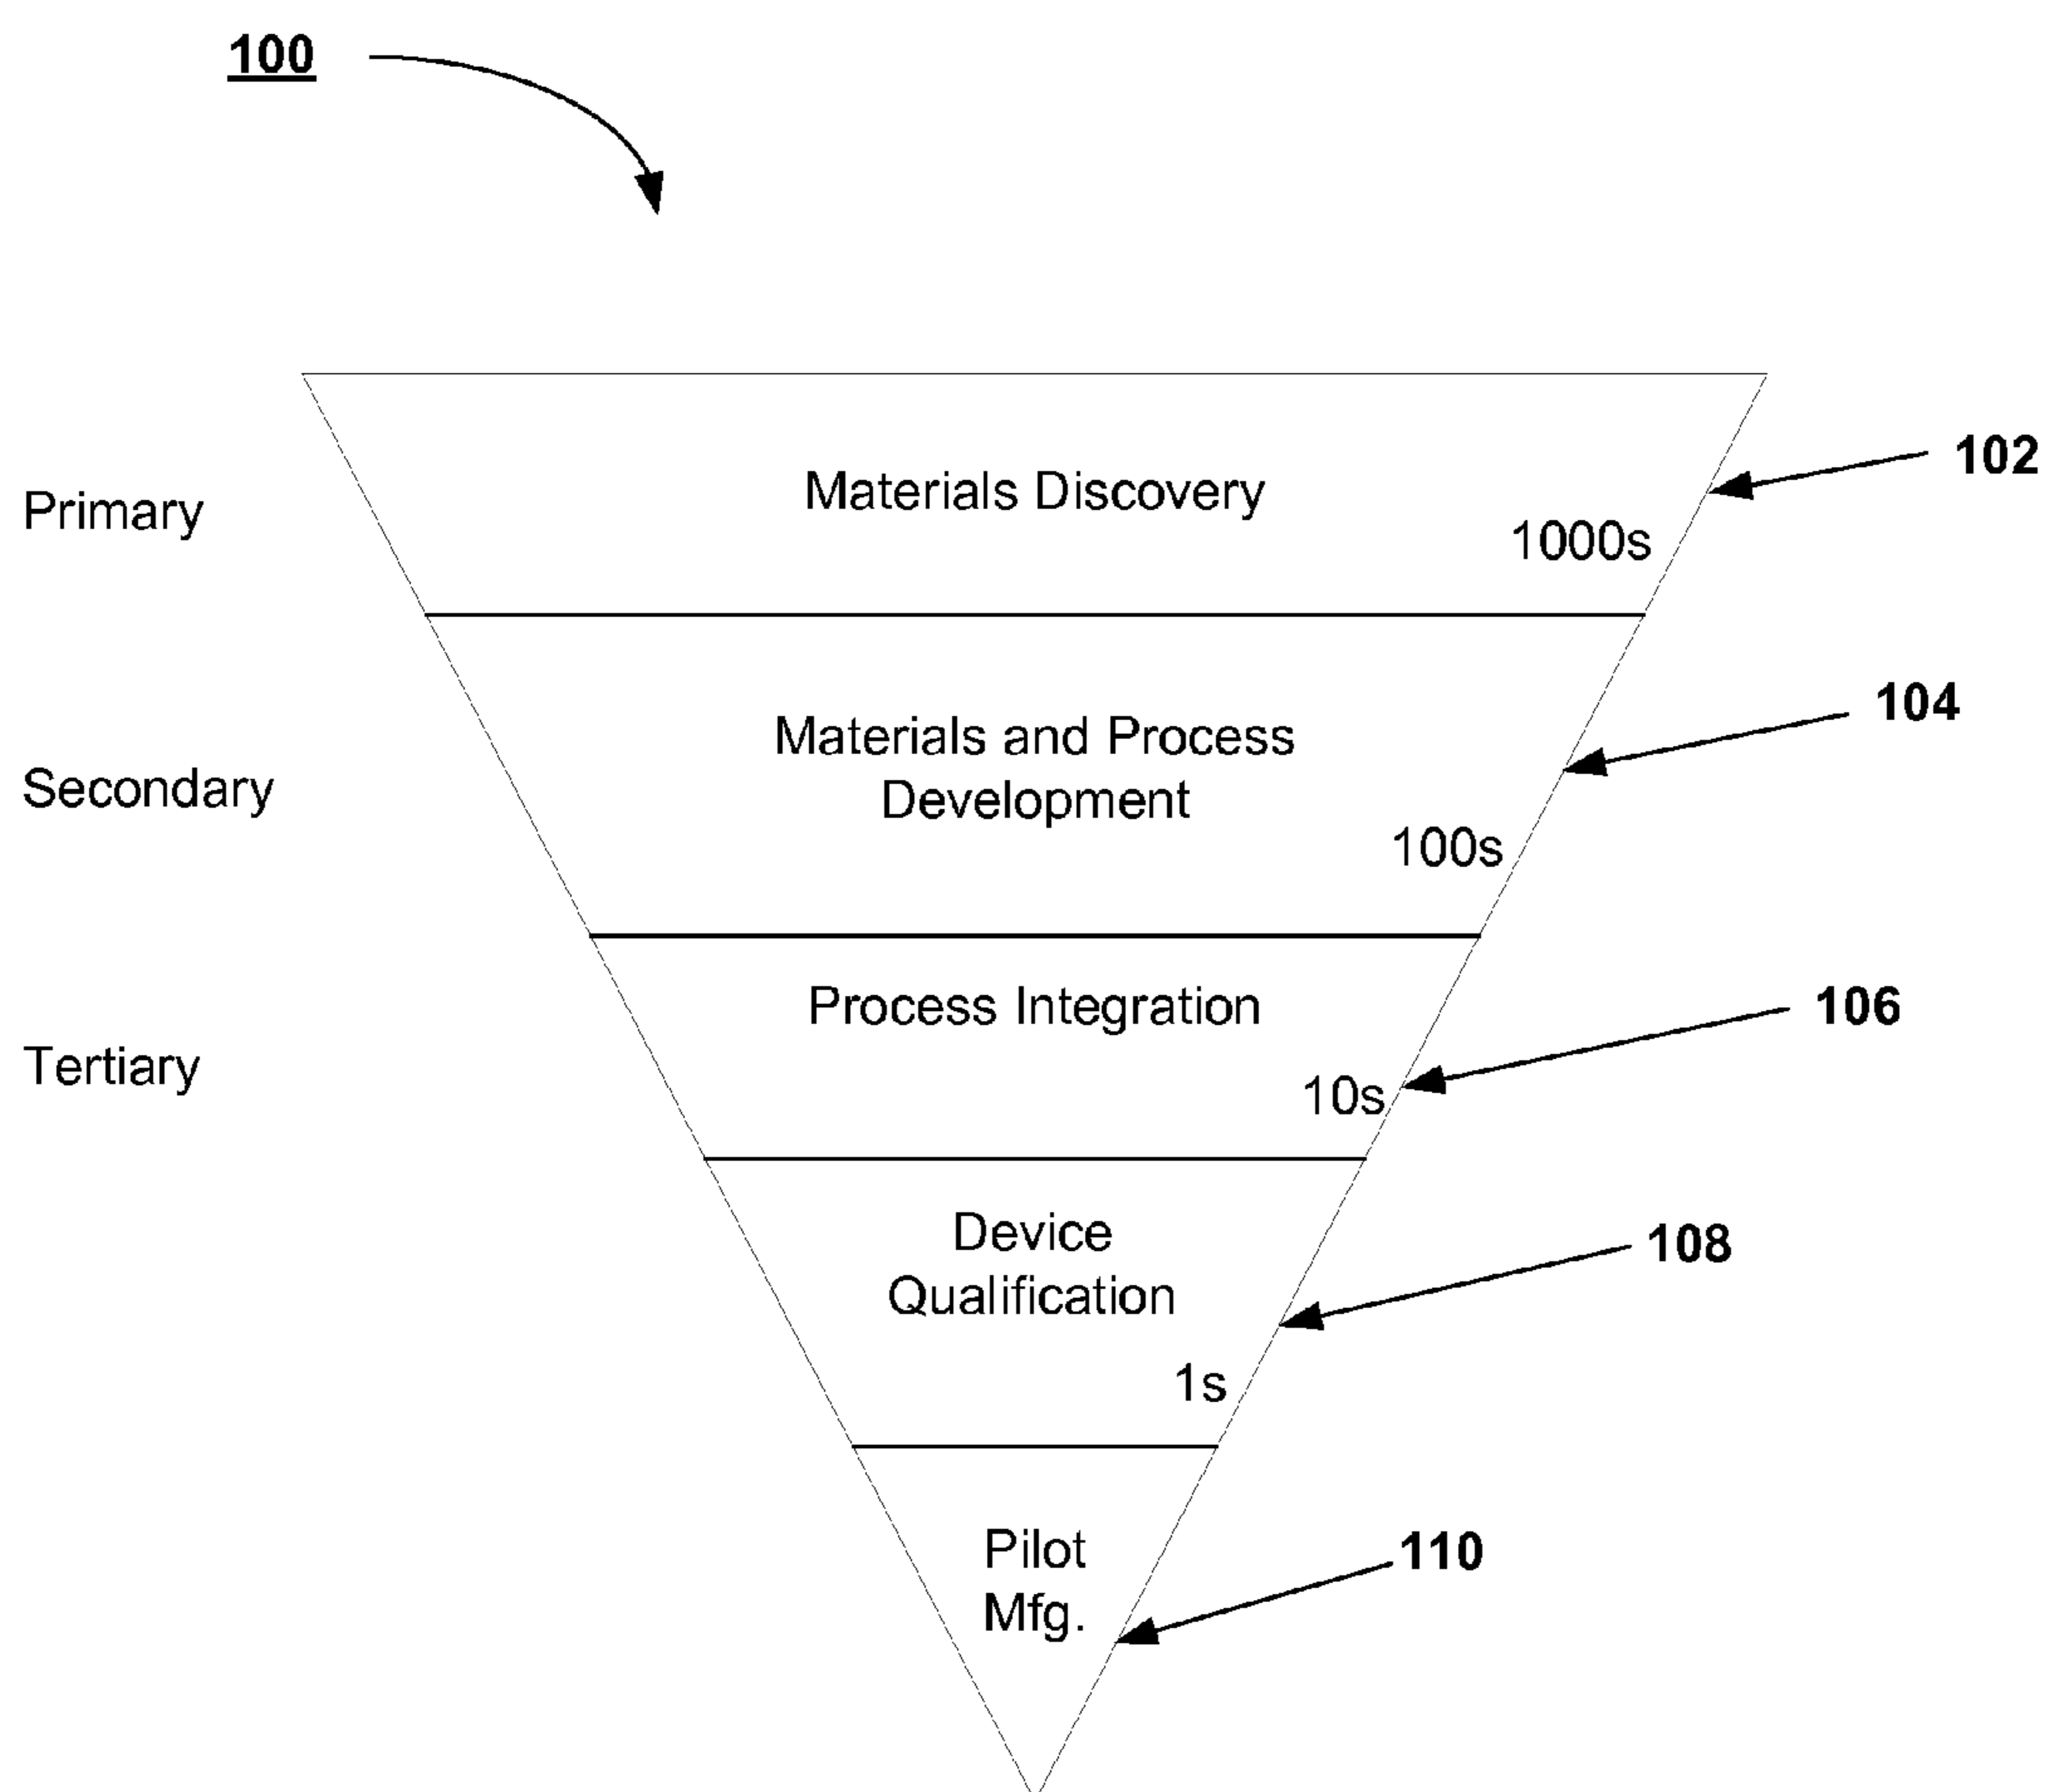 100
102
Materials Discovery
Primary
1000s
104
Materials and Process
Development
Secondary
100s
Process Integration
106
Tertiary
10s
Device
108
Qualification
1s
Pilot
110
Mfg.